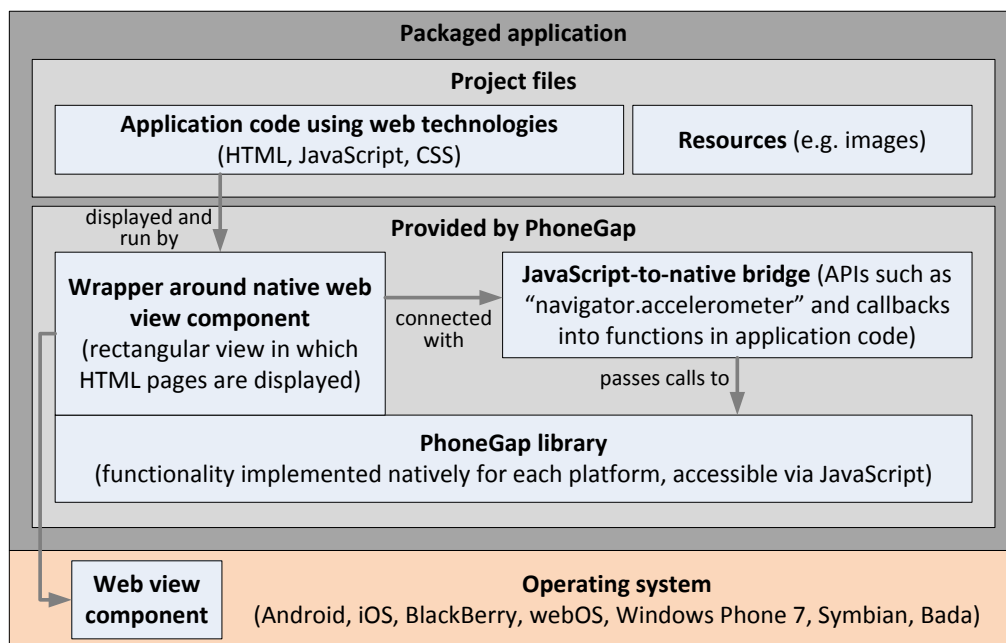 Packaged application
Project files
Application code using web technologies
(HTML, JavaScript, CSS)
Resources (e.g. images)
displayed and
run by
Provided by PhoneGap
Wrapper around native web
view component
(rectangular view in which
HTML pages are displayed)
connected
with
JavaScript-to-native bridge (APIs such as
“navigator.accelerometer” and callbacks
into functions in application code)
passes calls to
PhoneGap library
(functionality implemented natively for each platform, accessible via JavaScript)
Web view
component
Operating system
(Android, iOS, BlackBerry, webOS, Windows Phone 7, Symbian, Bada)